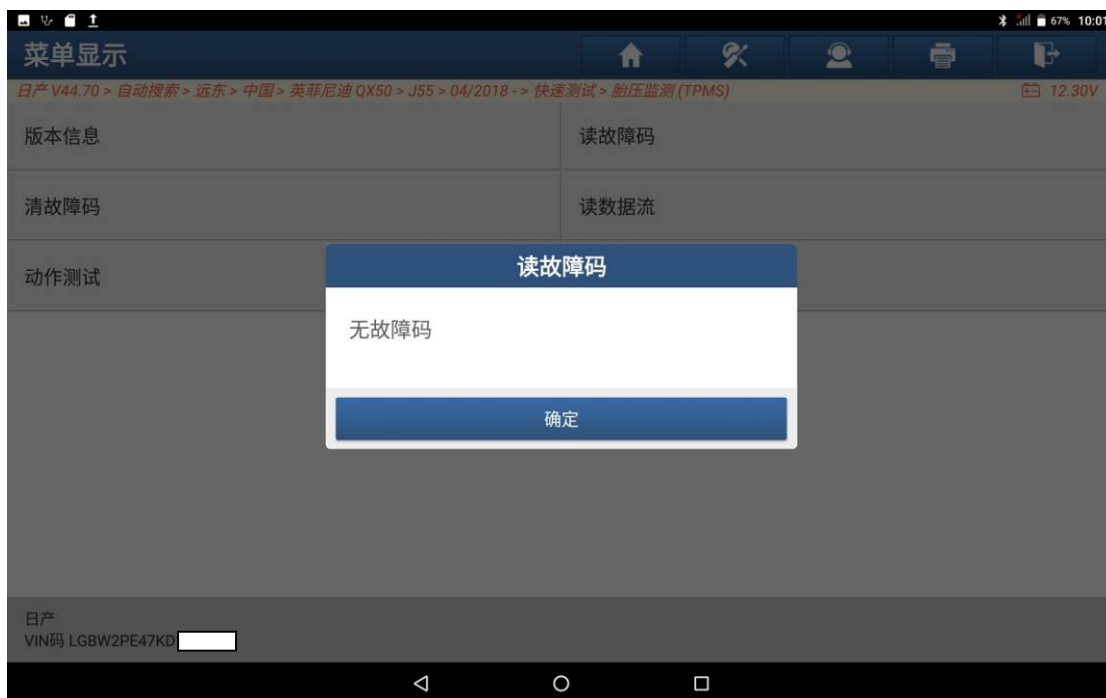 67% 10:01
菜单显示
日产 V44.70 > 自动搜索 > 远东 > 中国 > 英菲尼迪 QX50 > J55 > 04/2018 - > 快速测试 > 胎压监测 (TPMS) 12.30V
版本信息 读故障码
清故障码 读数据流
动作测试
读故障码
无故障码
确定
日产
VIN码 LGBW2PE47KD